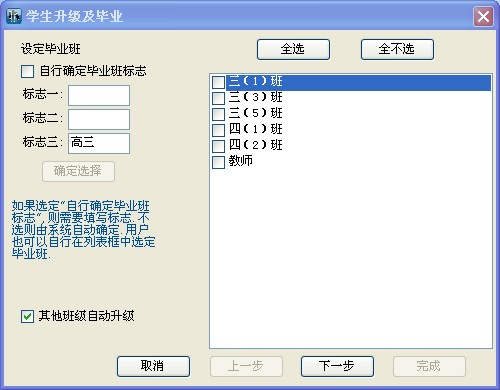 学生升级及毕业
设定毕业班
全选
全不选
自行确定毕业班标志
标志一:
标志二:
标志三: 高三
确定选择
如果选定"自行确定毕业班
标志", 则需要填写标志. 不
选则由系统自动确定. 用户
也可以自行在列表框中选定
毕业班.
三(1)班
三(3)班
三(5)班
四(1)班
四(2)班
教师
其他班级自动升级
取消
上一步
下一步
完成